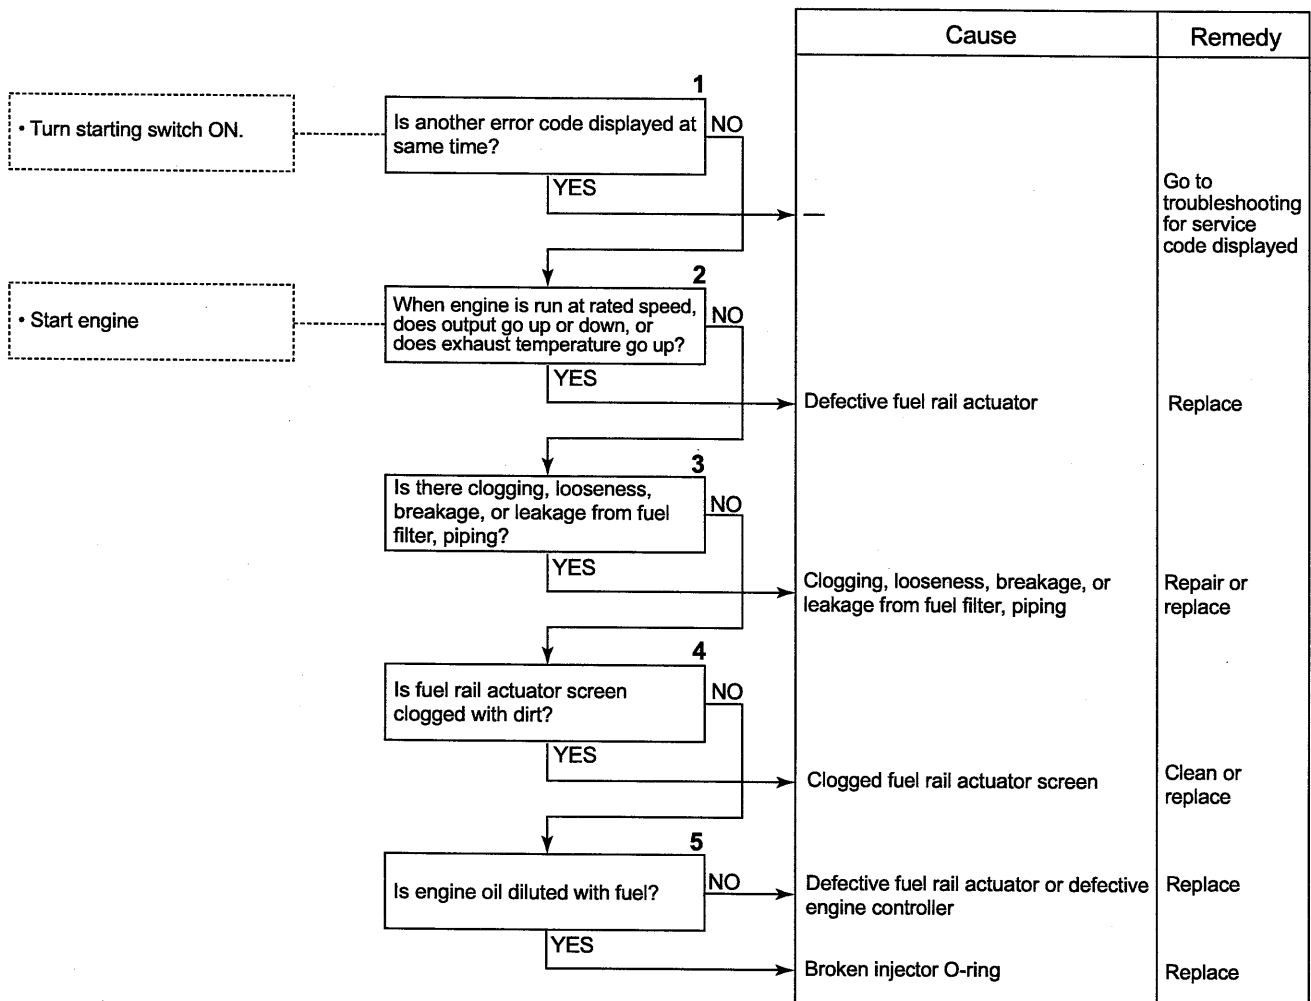 Cause
Remedy
1
• Turn starting switch ON.
Is another error code displayed at
same time?
NO
YES
—
Go to
troubleshooting
for service
code displayed
2
• Start engine
When engine is run at rated speed,
does output go up or down, or
does exhaust temperature go up?
NO
YES
Defective fuel rail actuator
Replace
3
Is there clogging, looseness,
breakage, or leakage from fuel
filter, piping?
NO
YES
Clogging, looseness, breakage, or
leakage from fuel filter, piping
Repair or
replace
4
Is fuel rail actuator screen
clogged with dirt?
NO
YES
Clogged fuel rail actuator screen
Clean or
replace
5
Is engine oil diluted with fuel?
NO
Defective fuel rail actuator or defective
engine controller
Replace
YES
Broken injector O-ring
Replace